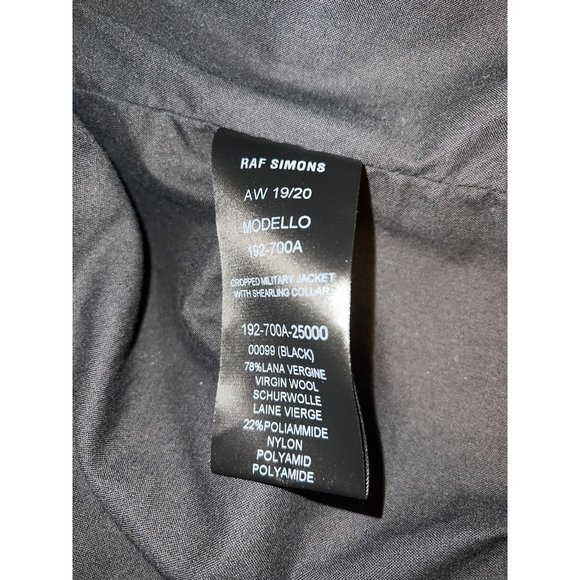 RAF SIMONS
AW 19/20
MODELLO
192-700A
CROPPED MILITARY JACKET
WITH SHEARLING COLLAR
192-700A-25000
00099 (BLACK)
78%LANA VERGINE
VIRGIN WOOL
SCHURWOLLE
LAINE VIERGE
22%POLIAMMIDE
NYLON
POLYAMID
POLYAMIDE